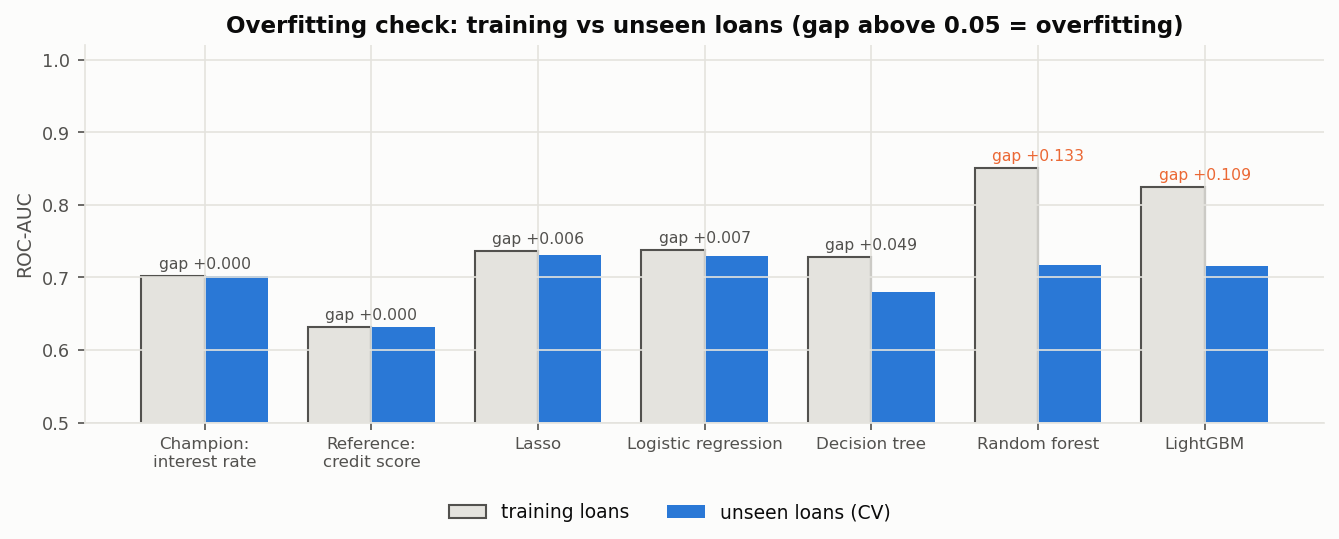 Overfitting check: training vs unseen loans (gap above 0.05 = overfitting)
ROC-AUC
1.0
0.9
0.8
0.7
0.6
0.5
gap +0.000
gap +0.000
gap +0.006
gap +0.007
gap +0.049
gap +0.133
gap +0.109
Champion:
interest rate
Reference:
credit score
Lasso
Logistic regression
Decision tree
Random forest
LightGBM
training loans
unseen loans (CV)